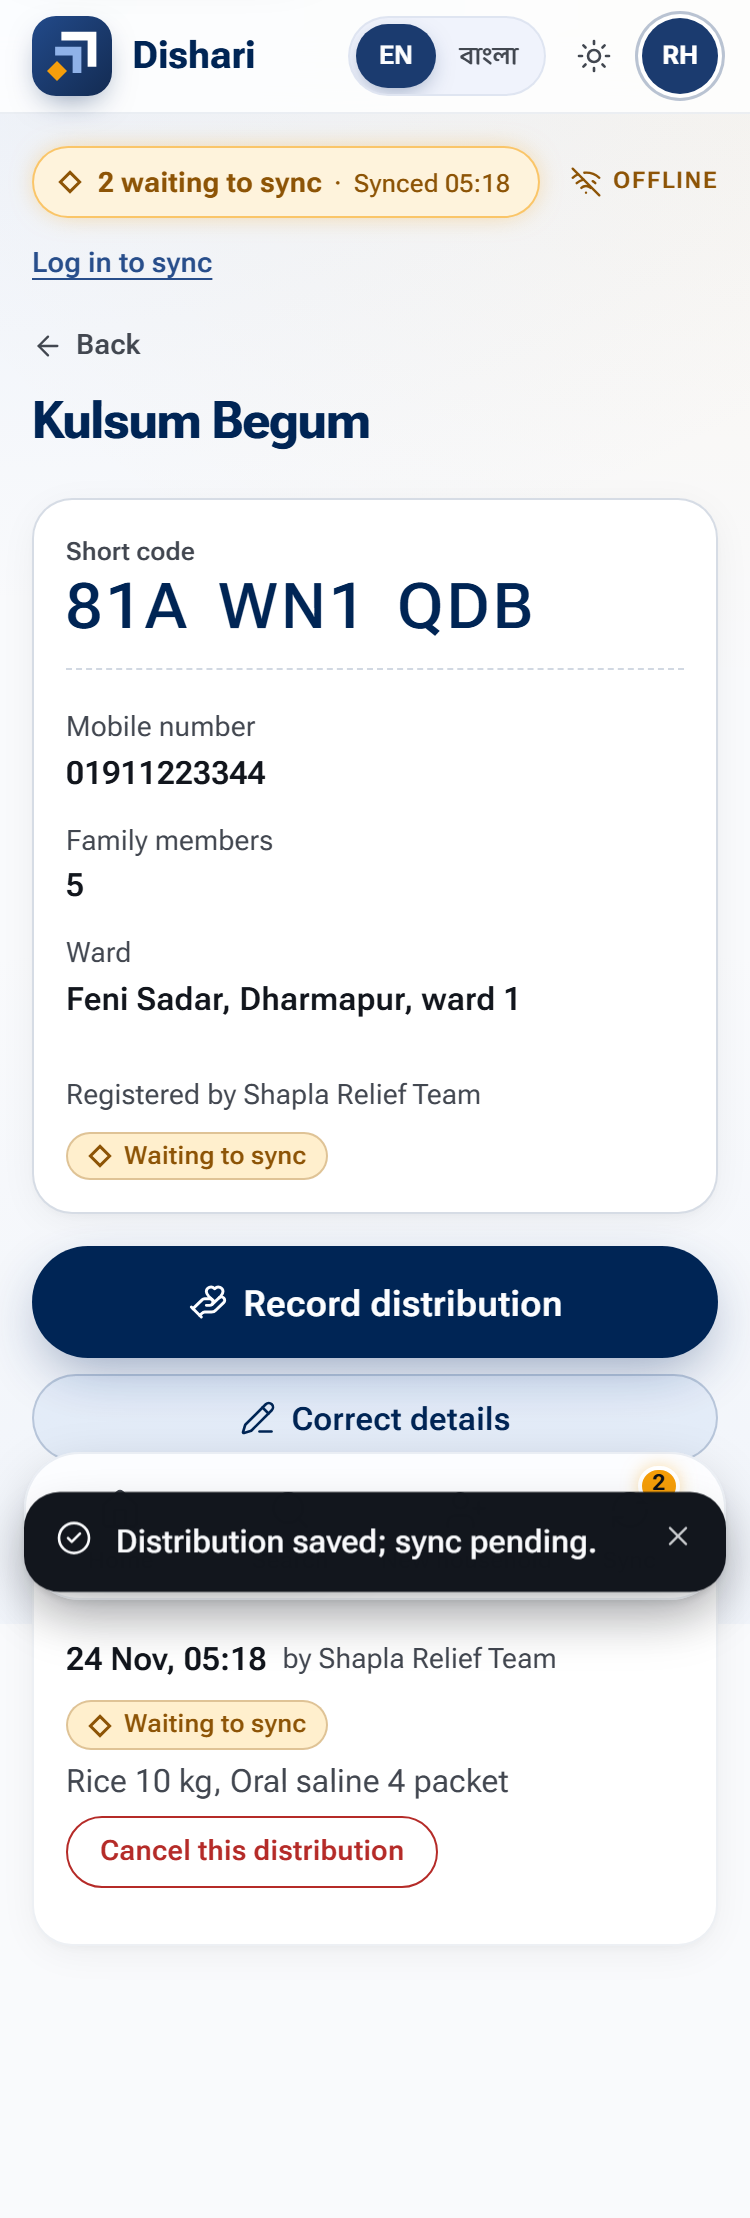 Dishari
EN
বাংলা
RH
2 waiting to sync · Synced 05:18
OFFLINE
Log in to sync
Back
Kulsum Begum
Short code
81A WN1 QDB
Mobile number
01911223344
Family members
5
Ward
Feni Sadar, Dharmapur, ward 1
Registered by Shapla Relief Team
Waiting to sync
Record distribution
Correct details
2
Distribution saved; sync pending.
24 Nov, 05:18 by Shapla Relief Team
Waiting to sync
Rice 10 kg, Oral saline 4 packet
Cancel this distribution